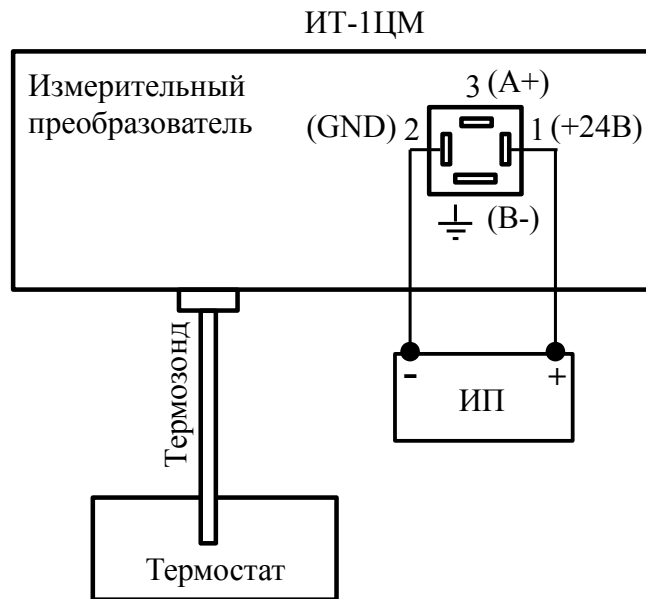 ИТ-1ЦМ
Измерительный
преобразователь
3 (А+)
(GND) 2
1 (+24В)
(В-)
Термозонд
- +
ИП
Термостат